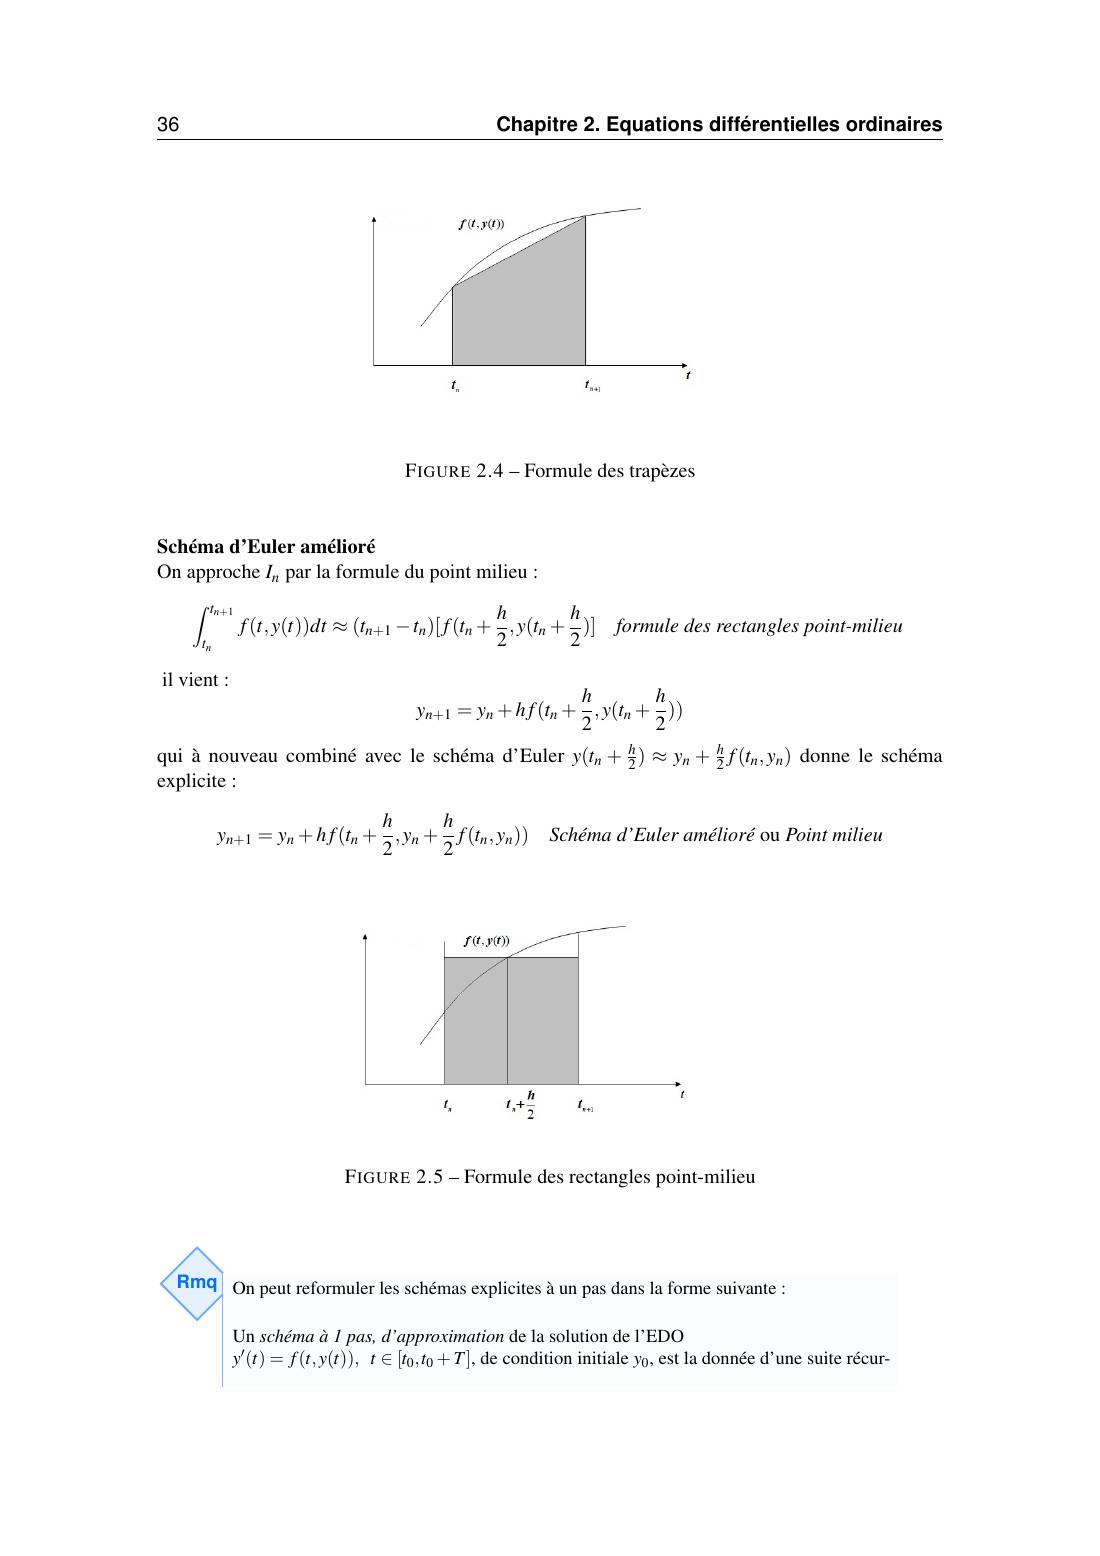 36 Chapitre 2. Equations différentielles ordinaires
f(t,y(t))
t
t_n t_{n+1}
FIGURE 2.4 – Formule des trapèzes
Schéma d'Euler amélioré
On approche I_n par la formule du point milieu :
∫_{t_n}^{t_{n+1}} f(t,y(t))dt ≈ (t_{n+1} − t_n)[f(t_n + h/2, y(t_n + h/2)] formule des rectangles point-milieu
il vient :
y_{n+1} = y_n + hf(t_n + h/2, y(t_n + h/2))
qui à nouveau combiné avec le schéma d'Euler y(t_n + h/2) ≈ y_n + h/2 f(t_n, y_n) donne le schéma
explicite :
y_{n+1} = y_n + hf(t_n + h/2, y_n + h/2 f(t_n, y_n)) Schéma d'Euler amélioré ou Point milieu
f(t,y(t))
t
t_n t_n + h/2 t_{n+1}
FIGURE 2.5 – Formule des rectangles point-milieu
Rmq On peut reformuler les schémas explicites à un pas dans la forme suivante :
Un schéma à 1 pas, d'approximation de la solution de l'EDO
y′(t) = f(t,y(t)), t ∈ [t_0, t_0 + T], de condition initiale y_0, est la donnée d'une suite récur-